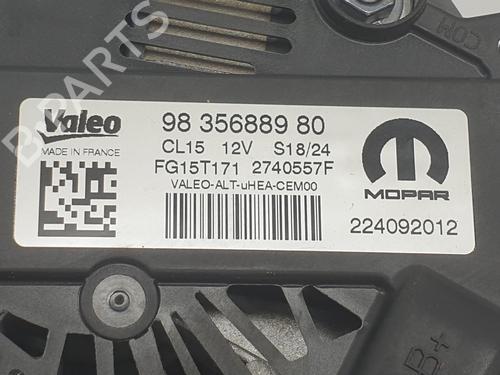 B-PARTS
COM
Valeo
MADE IN FRANCE
98 356889 80
CL15 12V S18/24
FG15T171 2740557F
VALEO-ALT-uHEA-CEM00
MOPAR
224092012
B+